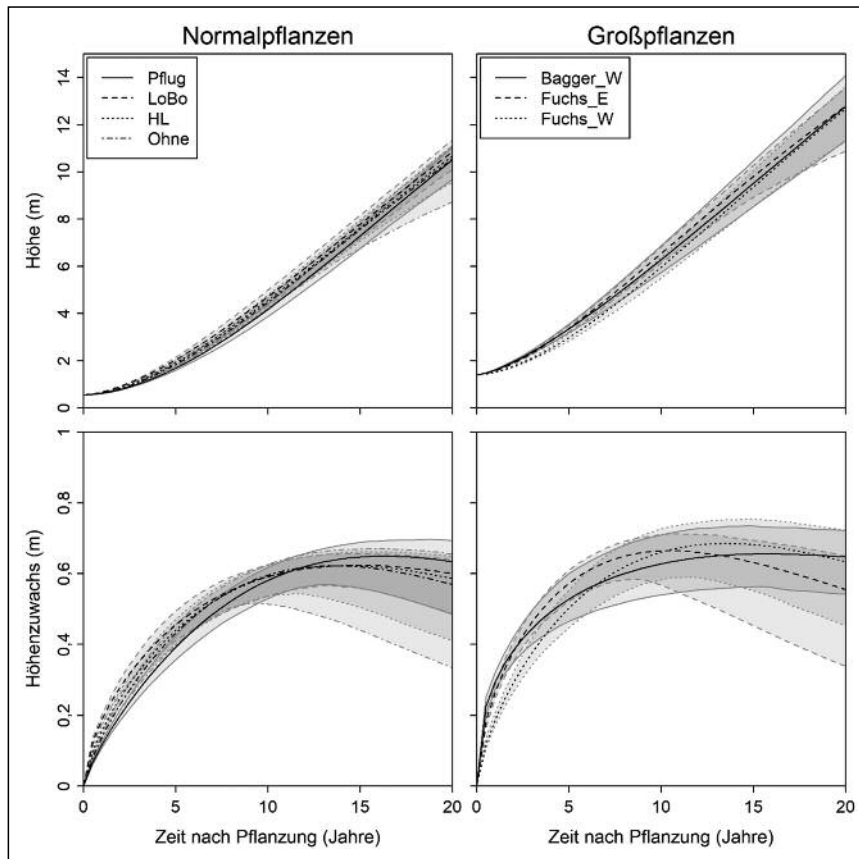 Normalpflanzen
Großpflanzen
Pflug
LoBo
HL
Ohne
Bagger_W
Fuchs_E
Fuchs_W
Höhe (m)
14
12
10
8
6
4
2
0
Höhenzuwachs (m)
1
0,8
0,6
0,4
0,2
0
0 5 10 15 20
0 5 10 15 20
Zeit nach Pflanzung (Jahre)
Zeit nach Pflanzung (Jahre)